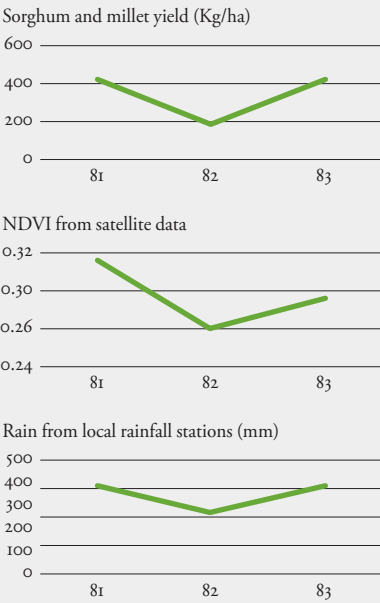 Sorghum and millet yield (Kg/ha)
600
400
200
0
81 82 83
NDVI from satellite data
0.32
0.30
0.26
0.24
81 82 83
Rain from local rainfall stations (mm)
500
400
300
200
100
0
81 82 83